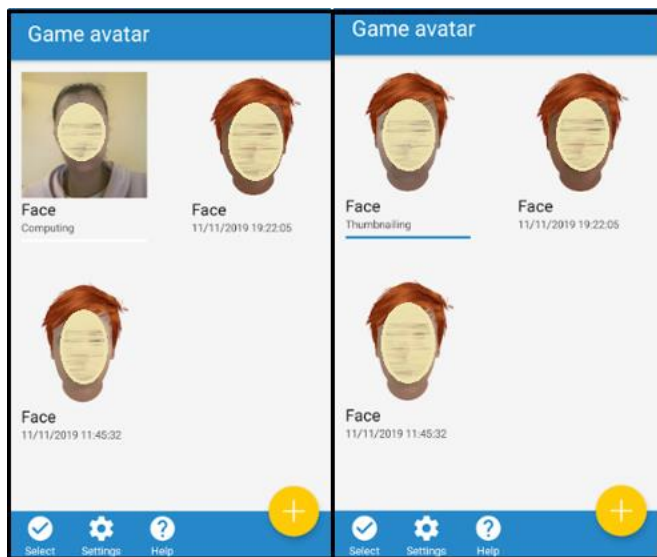 Game avatar
Face
Computing
Face
11/11/2019 19:22:05
Face
11/11/2019 11:45:32
Select
Settings
Help
Game avatar
Face
Thumbnailing
Face
11/11/2019 19:22:05
Face
11/11/2019 11:45:32
Select
Settings
Help